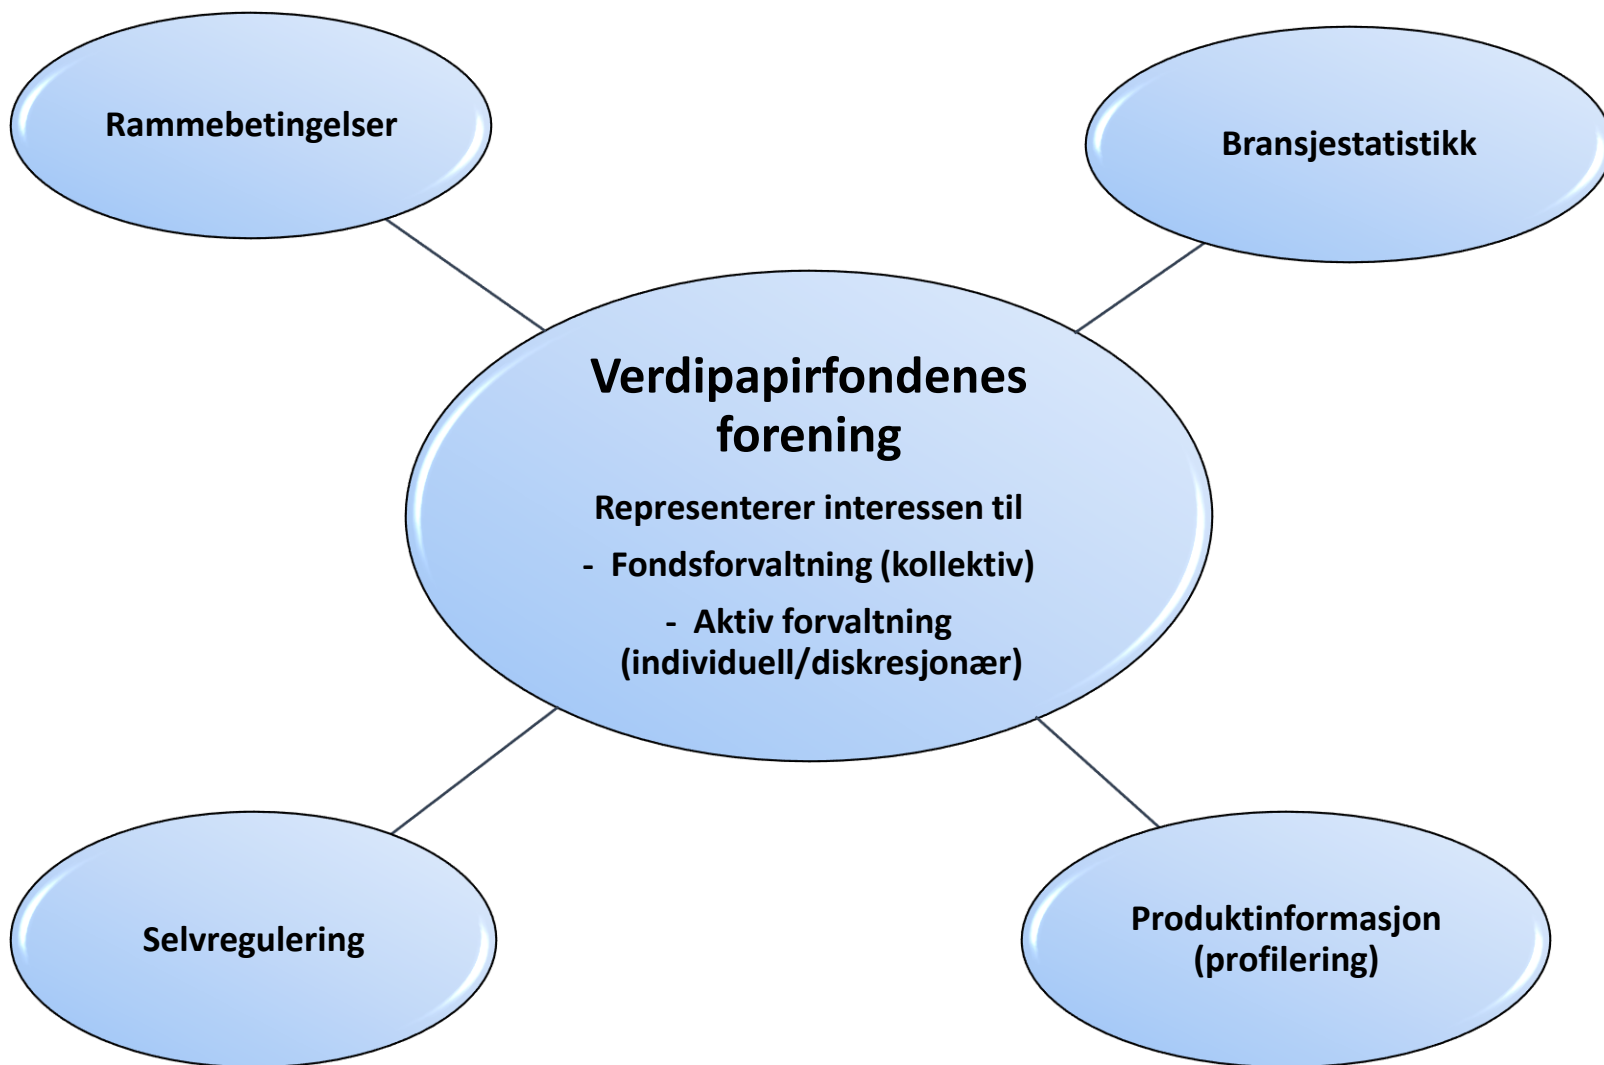 Rammebetingelser
Bransjestatistikk
Verdipapirfondenes
forening
Representerer interessen til
- Fondsforvaltning (kollektiv)
- Aktiv forvaltning
(individuell/diskresjonær)
Selvregulering
Produktinformasjon
(profilering)